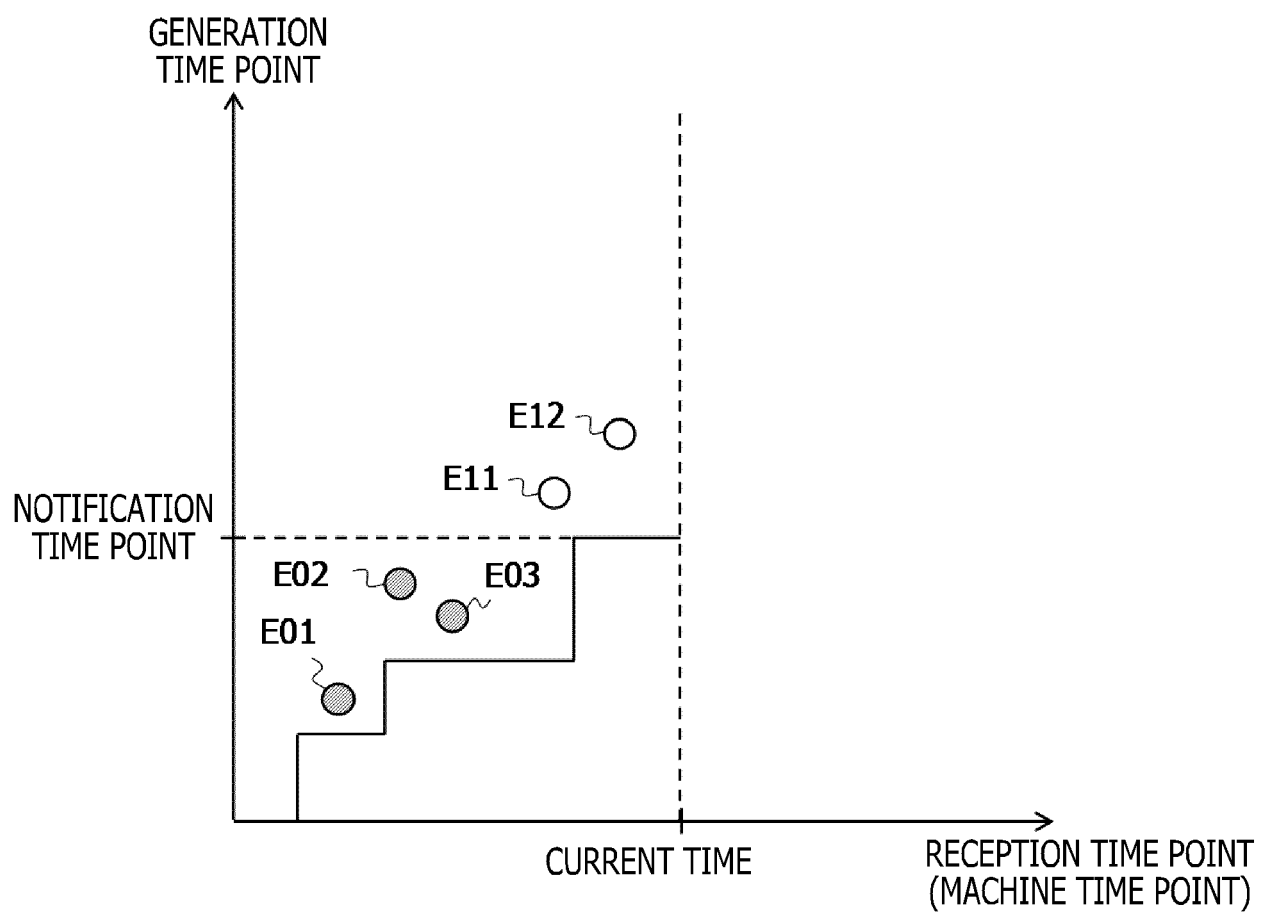 GENERATION
TIME POINT
E12
E11
NOTIFICATION
TIME POINT
E02
E03
E01
CURRENT TIME
RECEPTION TIME POINT
(MACHINE TIME POINT)